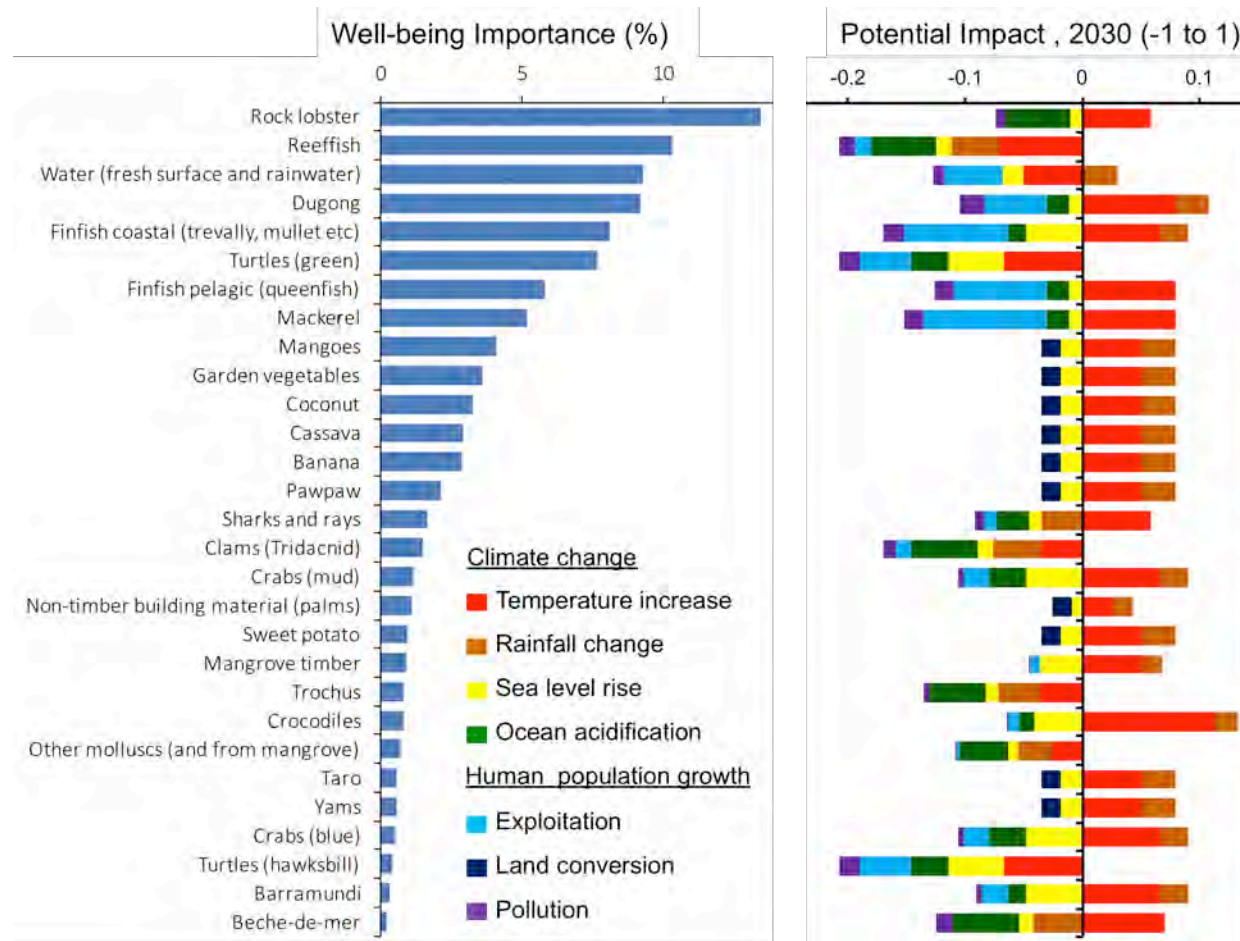 Well-being Importance (%)
Potential Impact , 2030 (-1 to 1)
0 5 10
-0.2 -0.1 0 0.1
Rock lobster
Reeffish
Water (fresh surface and rainwater)
Dugong
Finfish coastal (trevally, mullet etc)
Turtles (green)
Finfish pelagic (queenfish)
Mackerel
Mangoes
Garden vegetables
Coconut
Cassava
Banana
Pawpaw
Sharks and rays
Clams (Tridacnid)
Crabs (mud)
Non-timber building material (palms)
Sweet potato
Mangrove timber
Trochus
Crocodiles
Other molluscs (and from mangrove)
Taro
Yams
Crabs (blue)
Turtles (hawksbill)
Barramundi
Beche-de-mer
Climate change
Temperature increase
Rainfall change
Sea level rise
Ocean acidification
Human population growth
Exploitation
Land conversion
Pollution